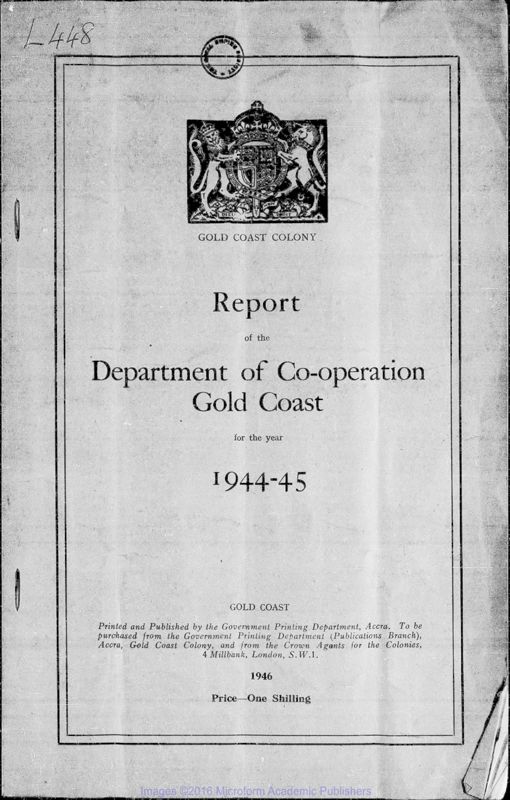 L448
GOLD COAST COLONY
Report
of the
Department of Co-operation
Gold Coast
for the year
1944-45
GOLD COAST
Printed and Published by the Government Printing Department, Accra. To be
purchased from the Government Printing Department (Publications Branch),
Accra, Gold Coast Colony, and from the Crown Agents for the Colonies,
4 Millbank, London, S.W.1.
1946
Price—One Shilling
Images ©2016 Microform Academic Publishers